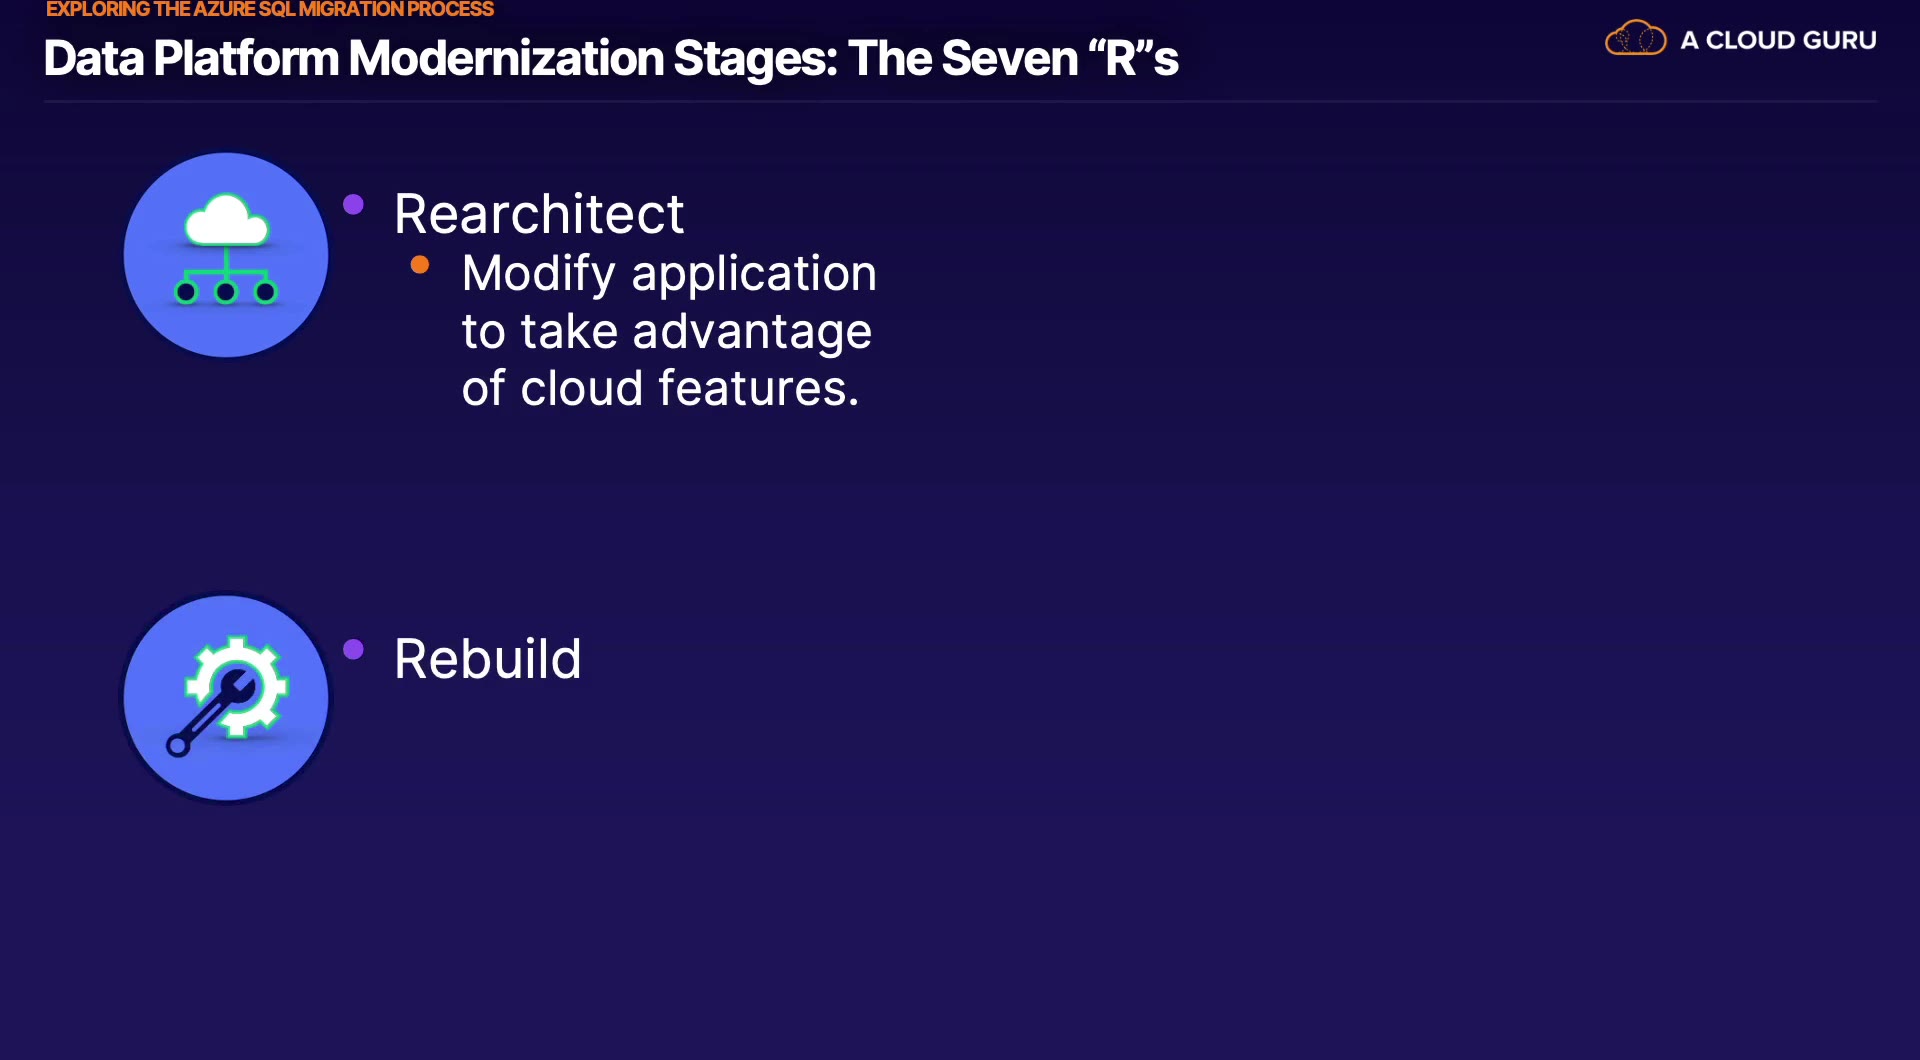 EXPLORING THE AZURE SQL MIGRATION PROCESS
Data Platform Modernization Stages: The Seven “R”s
A CLOUD GURU
Rearchitect
Modify application
to take advantage
of cloud features.
Rebuild